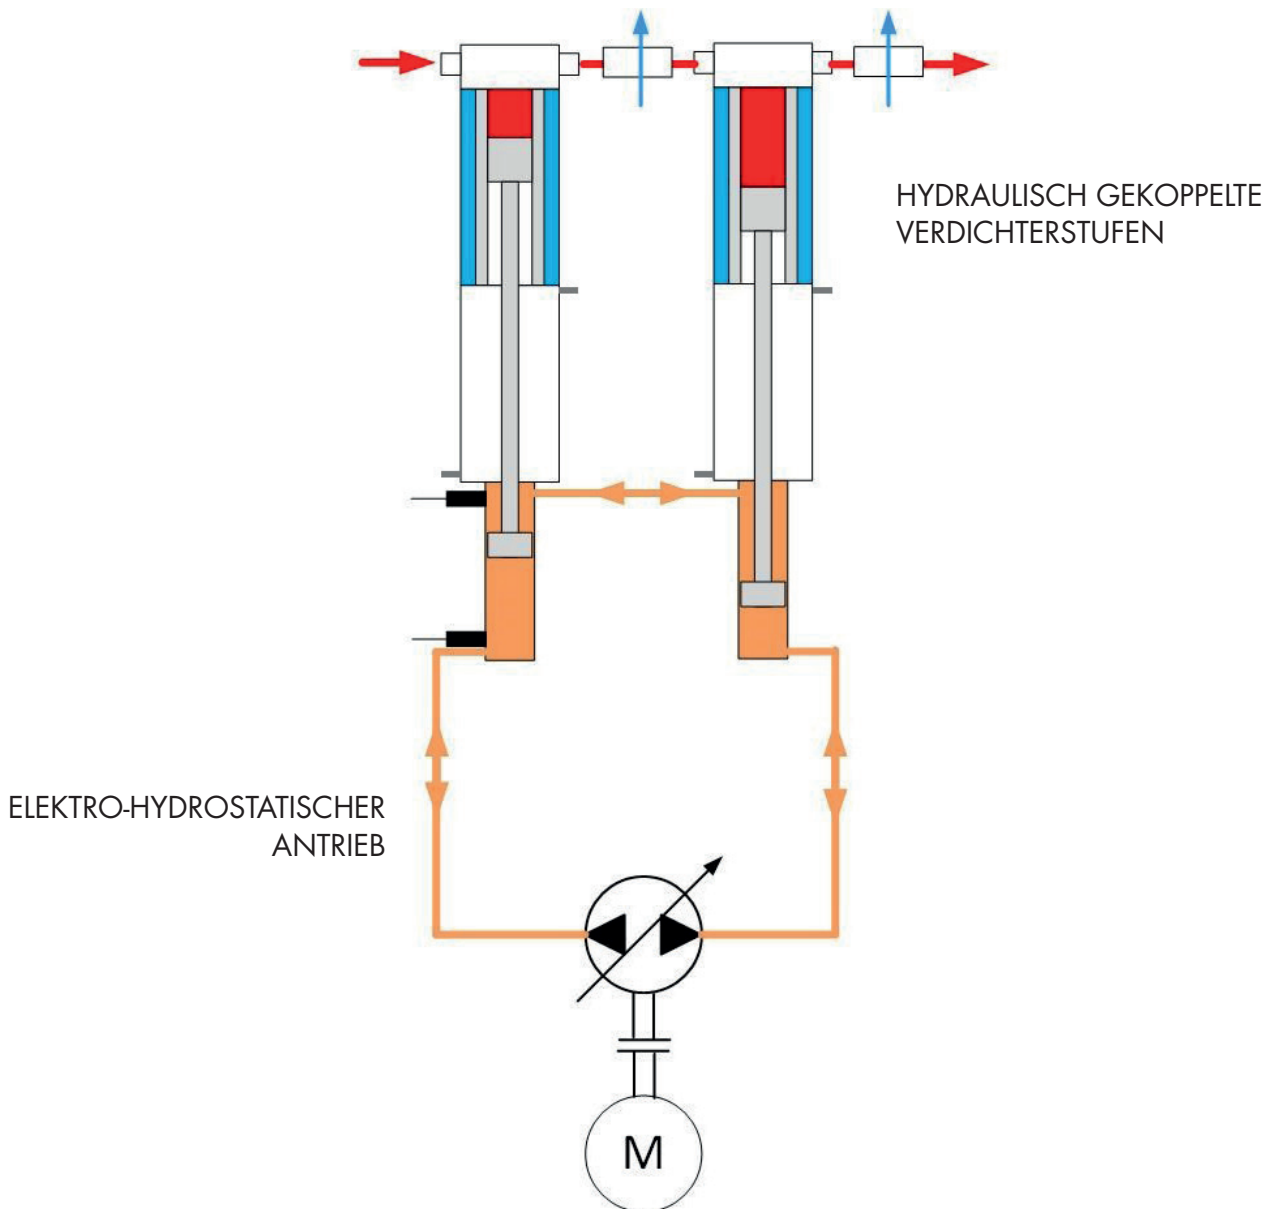 HYDRAULISCH GEKOPPELTE
VERDICHTERSTUFEN
ELEKTRO-HYDROSTATISCHER
ANTRIEB
M